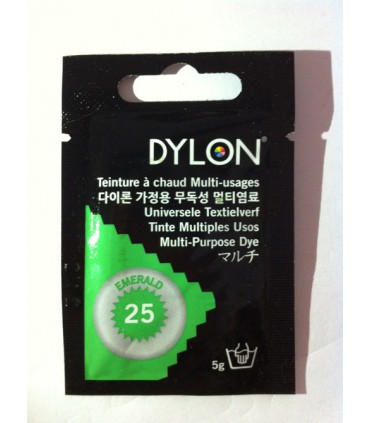 DYLON®
Teinture à chaud Multi-usages
다이론 가정용 무독성 멀티염료
Universele Textielverf
Tinte Multiples Usos
Multi-Purpose Dye
マルチ
EMERALD
25
5g